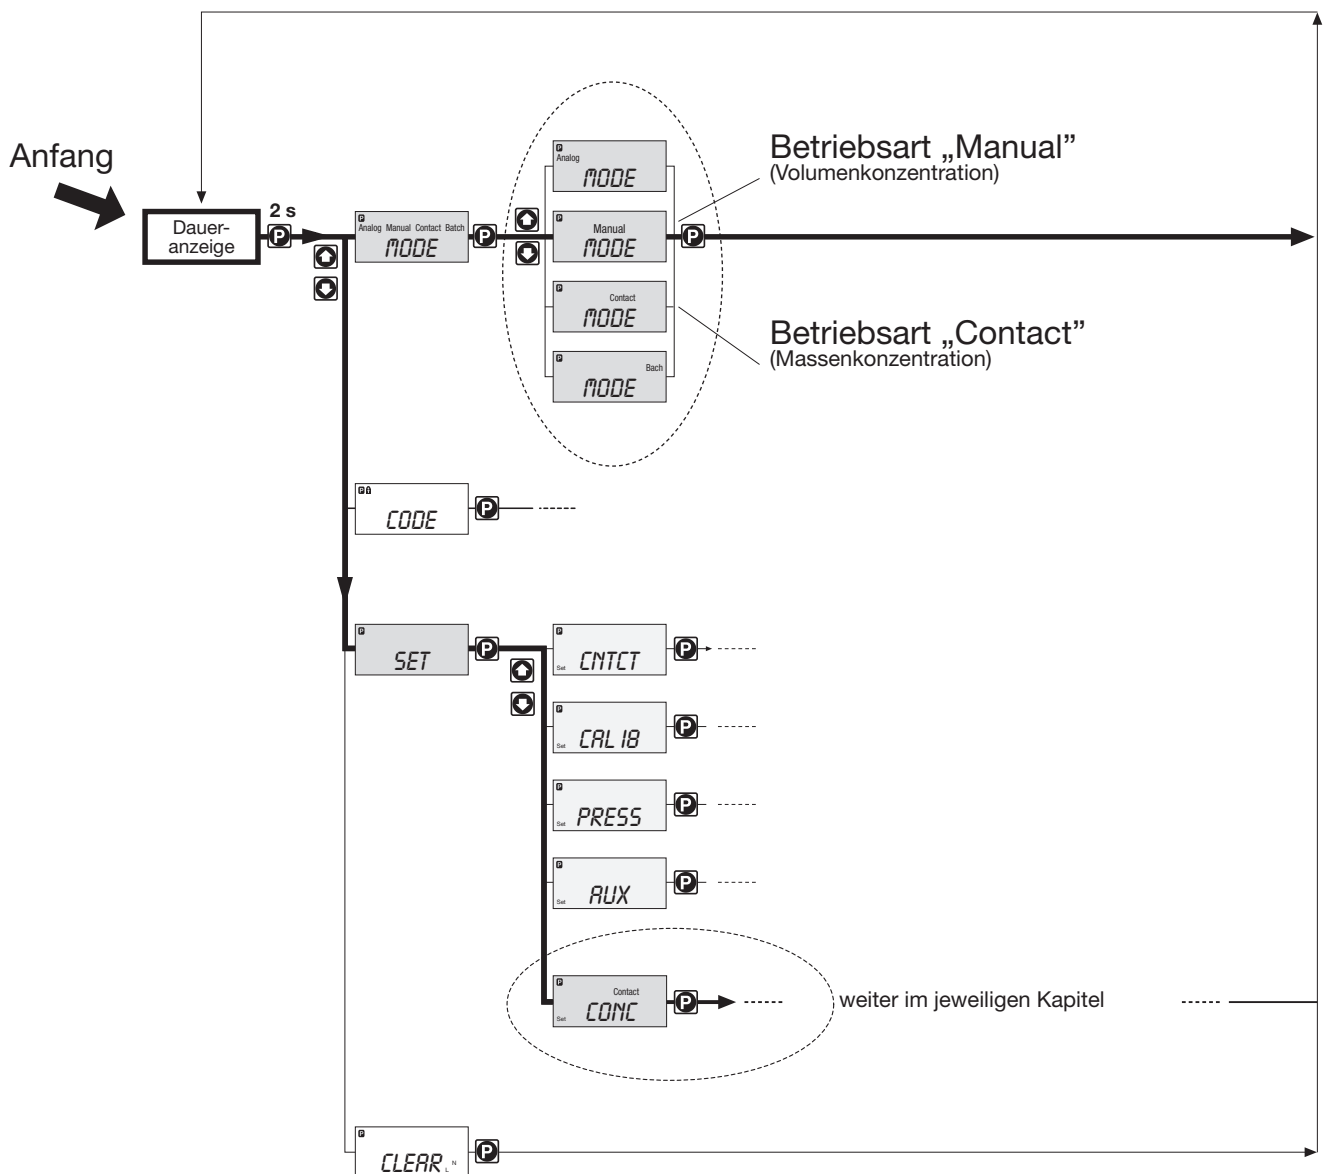 Anfang
Dauer-
anzeige
2 s
P
P
Analog Manual Contact Batch
MODE
P
P
Analog
MODE
P
Manual
MODE
P
P
Contact
MODE
P
Bach
MODE
Betriebsart „Manual”
(Volumenkonzentration)
Betriebsart „Contact”
(Massenkonzentration)
P
CODE
P
P
SET
P
P
Set CNTCT
P
P
Set CALIB
P
P
Set PRESS
P
P
Set AUX
P
P
Contact
Set CONC
P
weiter im jeweiligen Kapitel
P
CLEAR L N
P